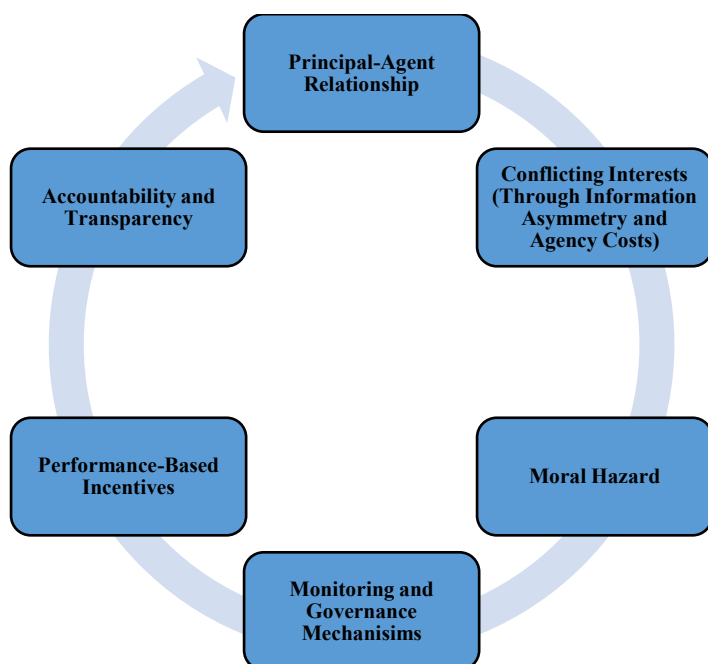 Principal-Agent
Relationship
Conflicting Interests
(Through Information
Asymmetry and
Agency Costs)
Moral Hazard
Monitoring and
Governance
Mechanisims
Performance-Based
Incentives
Accountability and
Transparency